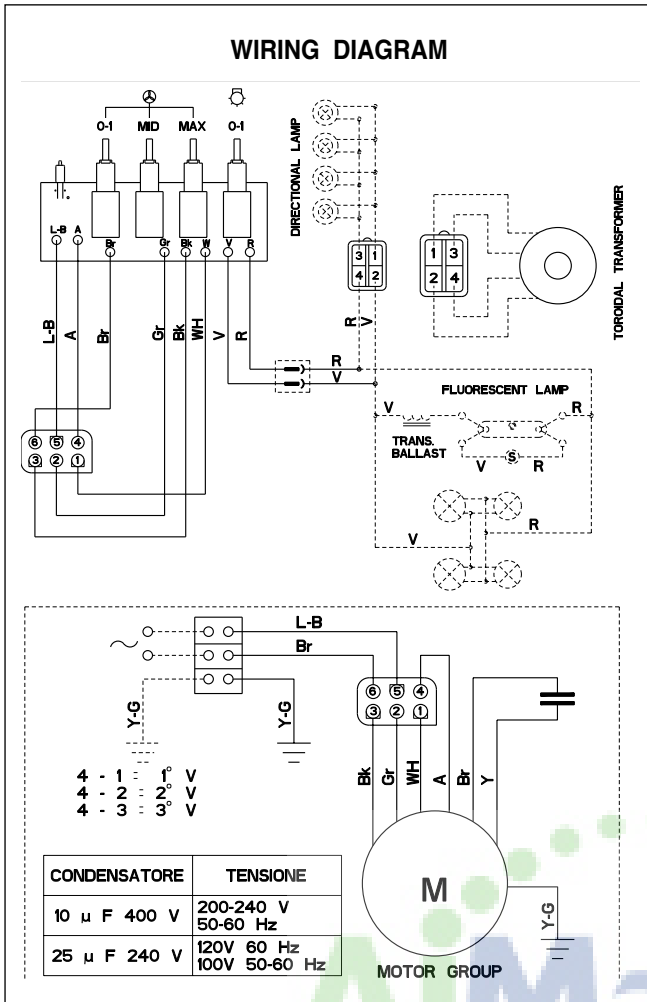 WIRING DIAGRAM
0-1 MID MAX 0-1
L-B A Br Gr Bk W V R
L-B A Br Gr Bk WH V R
6 5 4
3 2 1
DIRECTIONAL LAMP
3 1
4 2
R V
1 3
2 4
TOROIDAL TRANSFORMER
R
V
FLUORESCENT LAMP
V R
TRANS.
BALLAST
S
V R
V R
L-B
Br
Y-G Y-G
6 5 4
3 2 1
Bk Gr WH A Br Y
4 - 1 = 1° V
4 - 2 = 2° V
4 - 3 = 3° V
M
Y-G
MOTOR GROUP
CONDENSATORE TENSIONE
10 µ F 400 V 200-240 V
50-60 Hz
25 µ F 240 V 120V 60 Hz
100V 50-60 Hz